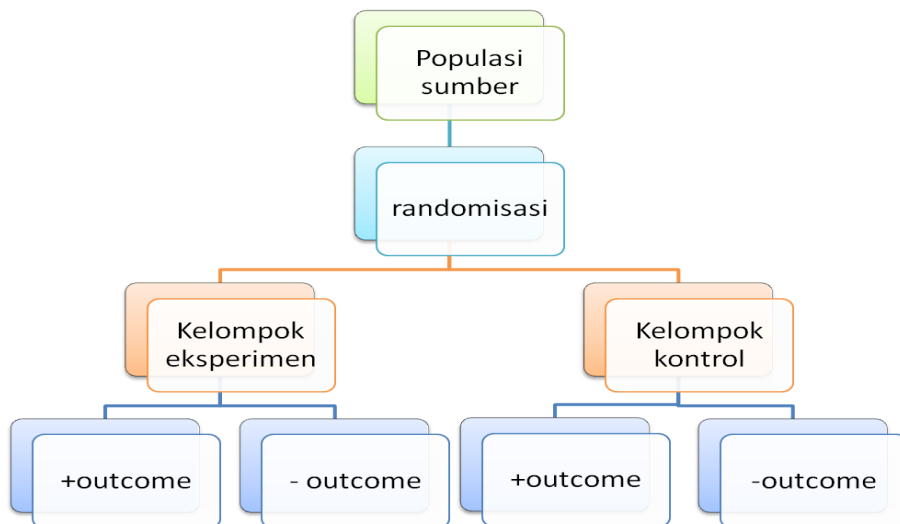 Populasi
sumber
randomisasi
Kelompok
eksperimen
Kelompok
kontrol
+outcome
- outcome
+outcome
-outcome